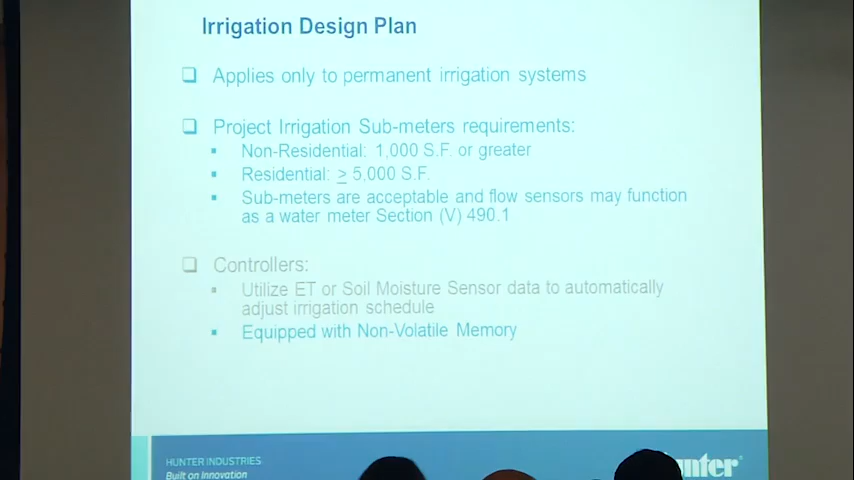 Irrigation Design Plan
Applies only to permanent irrigation systems
Project Irrigation Sub-meters requirements:
Non-Residential: 1,000 S.F. or greater
Residential: ≥ 5,000 S.F.
Sub-meters are acceptable and flow sensors may function
as a water meter Section (V) 490.1
Controllers:
Utilize ET or Soil Moisture Sensor data to automatically
adjust irrigation schedule
Equipped with Non-Volatile Memory
HUNTER INDUSTRIES
Built on Innovation